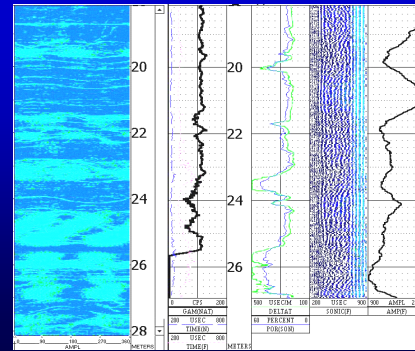 20
22
24
26
28
0 90 180 270 360
AMPL
METERS
20
22
24
26
0 CPS 200
GAM(NAT)
200 USEC 800
TIME(N)
200 USEC 800
TIME(F)
METERS
500 USEC/M 100
DELTAT
60 PERCENT 0
POR(SON)
200 USEC 900
SONIC(F)
900 AMPL
AMP(F)